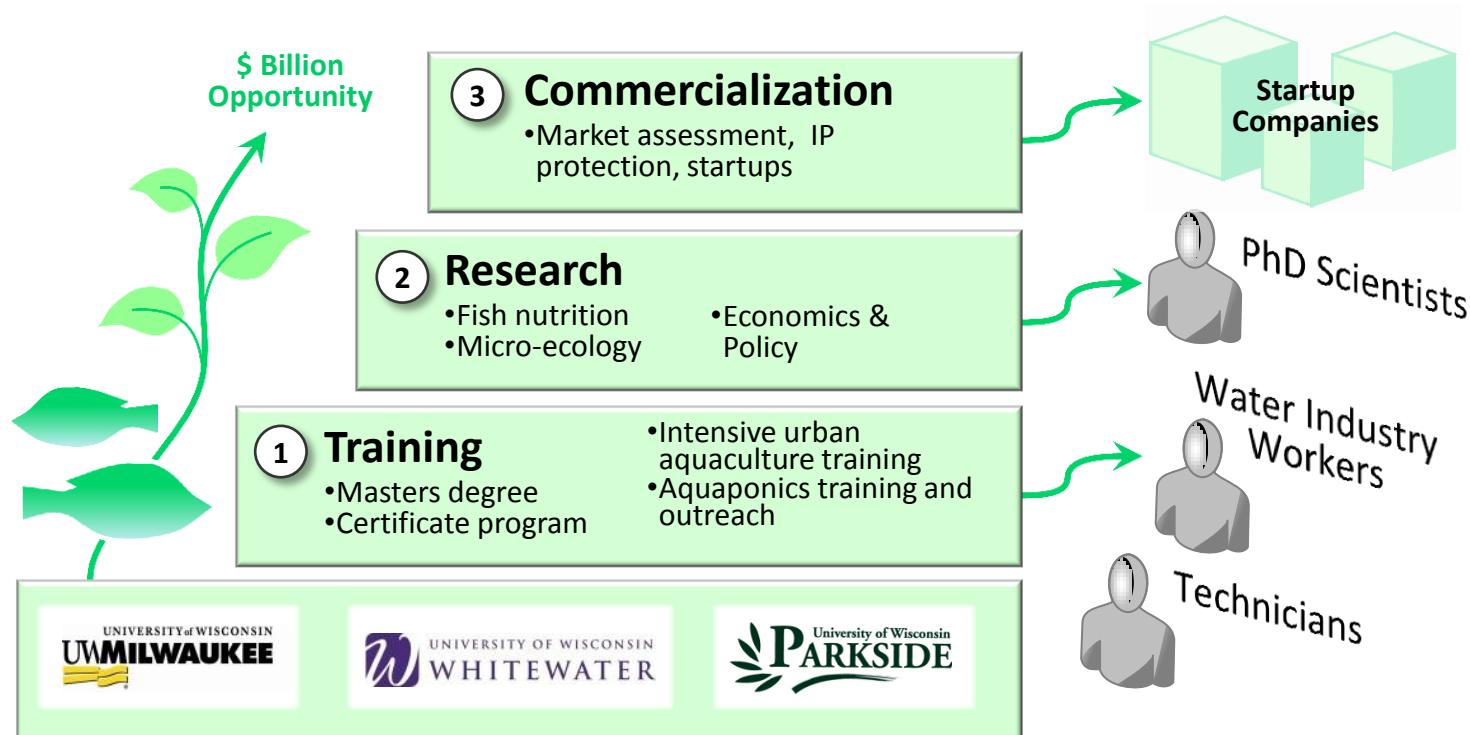 $ Billion
Opportunity
3
Commercialization
•Market assessment, IP
protection, startups
Startup
Companies
2
Research
•Fish nutrition
•Micro-ecology
•Economics &
Policy
PhD Scientists
1
Training
•Masters degree
•Certificate program
•Intensive urban
aquaculture training
•Aquaponics training and
outreach
Water Industry
Workers
Technicians
UNIVERSITY of WISCONSIN
UWMILWAUKEE
UNIVERSITY OF WISCONSIN
WHITEWATER
University of Wisconsin
PARKSIDE